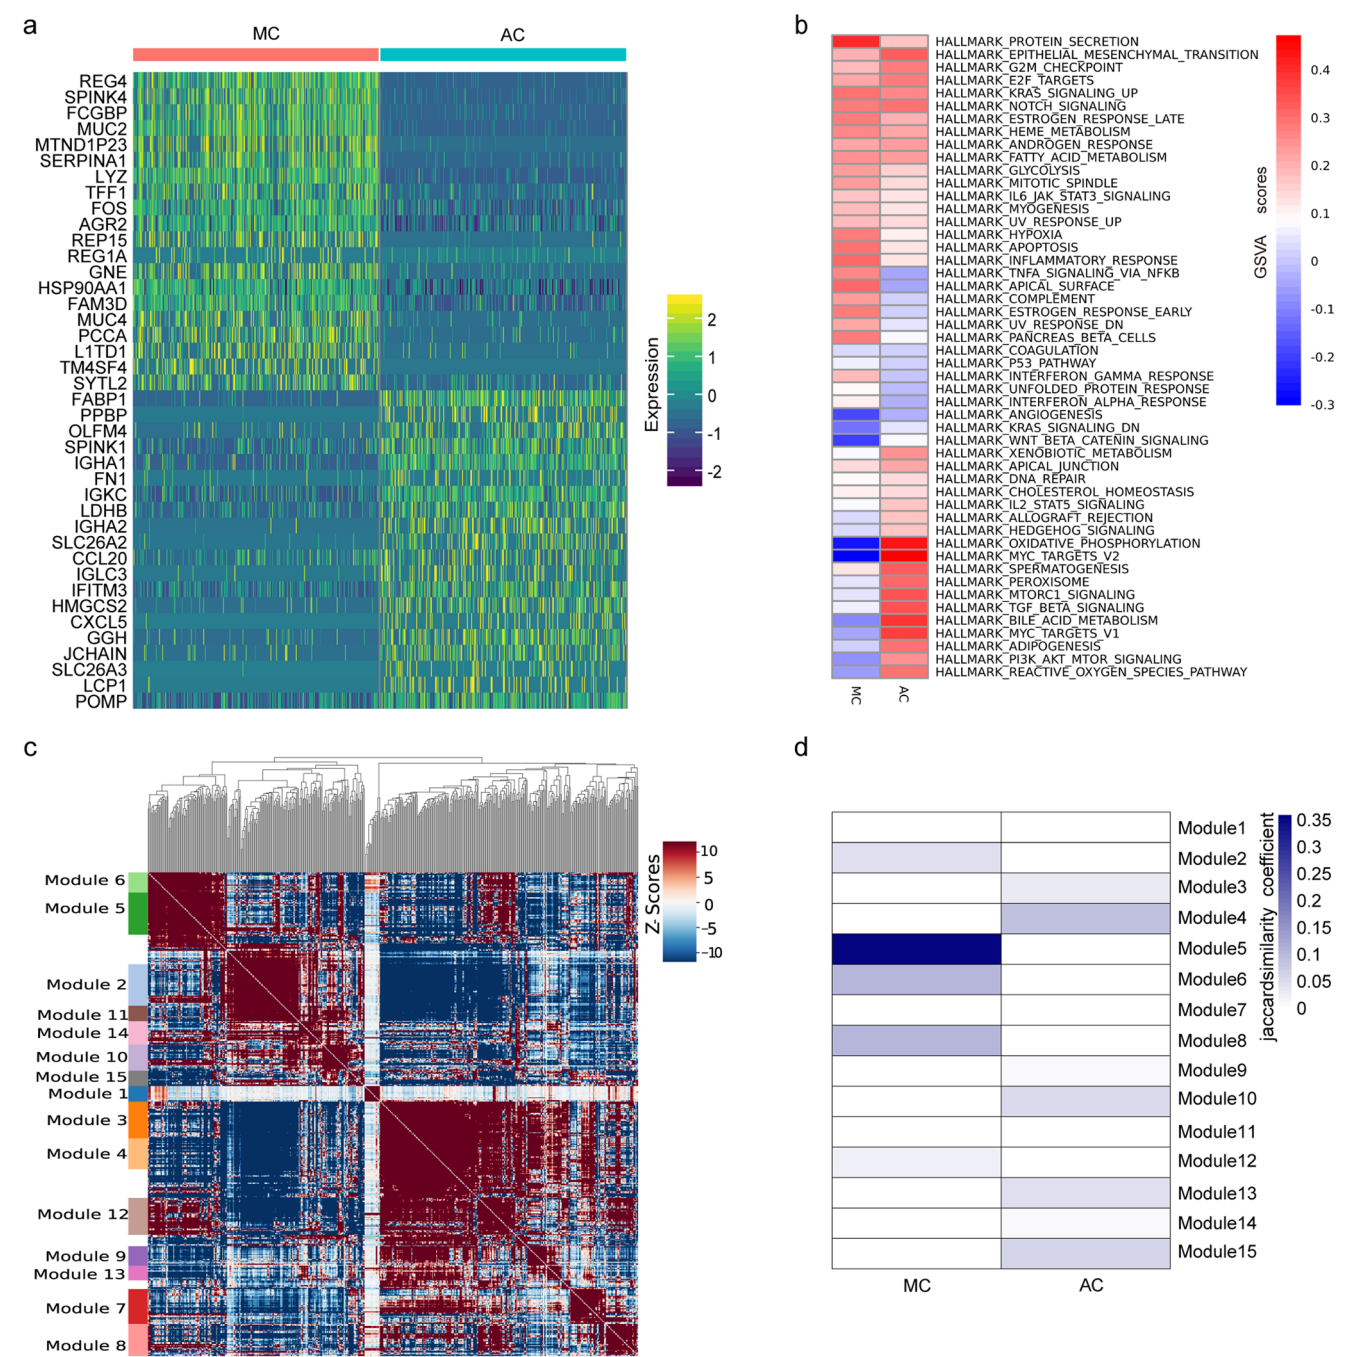 a
MC
AC
REG4
SPINK4
FCGBP
MUC2
MTND1P23
SERPINA1
LYZ
TFF1
FOS
AGR2
REP15
REG1A
GNE
HSP90AA1
FAM3D
MUC4
PCCA
L1TD1
TM4SF4
SYTL2
FABP1
PPBP
OLFM4
SPINK1
IGHA1
FN1
IGKC
LDHB
IGHA2
SLC26A2
CCL20
IGLC3
IFITM3
HMGCS2
CXCL5
GGH
JCHAIN
SLC26A3
LCP1
POMP
Expression
2
1
0
-1
-2
b
HALLMARK_PROTEIN_SECRETION
HALLMARK_EPITHELIAL_MESENCHYMAL_TRANSITION
HALLMARK_G2M_CHECKPOINT
HALLMARK_E2F_TARGETS
HALLMARK_KRAS_SIGNALING_UP
HALLMARK_NOTCH_SIGNALING
HALLMARK_ESTROGEN_RESPONSE_LATE
HALLMARK_HEME_METABOLISM
HALLMARK_ANDROGEN_RESPONSE
HALLMARK_FATTY_ACID_METABOLISM
HALLMARK_GLYCOLYSIS
HALLMARK_MITOTIC_SPINDLE
HALLMARK_IL6_JAK_STAT3_SIGNALING
HALLMARK_MYOGENESIS
HALLMARK_UV_RESPONSE_UP
HALLMARK_HYPOXIA
HALLMARK_APOPTOSIS
HALLMARK_INFLAMMATORY_RESPONSE
HALLMARK_TNFA_SIGNALING_VIA_NFKB
HALLMARK_APICAL_SURFACE
HALLMARK_COMPLEMENT
HALLMARK_ESTROGEN_RESPONSE_EARLY
HALLMARK_UV_RESPONSE_DN
HALLMARK_PANCREAS_BETA_CELLS
HALLMARK_COAGULATION
HALLMARK_P53_PATHWAY
HALLMARK_INTERFERON_GAMMA_RESPONSE
HALLMARK_UNFOLDED_PROTEIN_RESPONSE
HALLMARK_INTERFERON_ALPHA_RESPONSE
HALLMARK_ANGIOGENESIS
HALLMARK_KRAS_SIGNALING_DN
HALLMARK_WNT_BETA_CATENIN_SIGNALING
HALLMARK_XENOBIOTIC_METABOLISM
HALLMARK_APICAL_JUNCTION
HALLMARK_DNA_REPAIR
HALLMARK_CHOLESTEROL_HOMEOSTASIS
HALLMARK_IL2_STAT5_SIGNALING
HALLMARK_ALLOGRAFT_REJECTION
HALLMARK_HEDGEHOG_SIGNALING
HALLMARK_OXIDATIVE_PHOSPHORYLATION
HALLMARK_MYC_TARGETS_V2
HALLMARK_SPERMATOGENESIS
HALLMARK_PEROXISOME
HALLMARK_MTORC1_SIGNALING
HALLMARK_TGF_BETA_SIGNALING
HALLMARK_BILE_ACID_METABOLISM
HALLMARK_MYC_TARGETS_V1
HALLMARK_ADIPOGENESIS
HALLMARK_PI3K_AKT_MTOR_SIGNALING
HALLMARK_REACTIVE_OXYGEN_SPECIES_PATHWAY
MC
AC
GSVA scores
0.4
0.3
0.2
0.1
0
-0.1
-0.2
-0.3
c
Module 6
Module 5
Module 2
Module 11
Module 14
Module 10
Module 15
Module 1
Module 3
Module 4
Module 12
Module 9
Module 13
Module 7
Module 8
Z- Scores
10
5
0
−5
−10
d
Module1
Module2
Module3
Module4
Module5
Module6
Module7
Module8
Module9
Module10
Module11
Module12
Module13
Module14
Module15
MC
AC
jaccardsimilarity coefficient
0.35
0.3
0.25
0.2
0.15
0.1
0.05
0